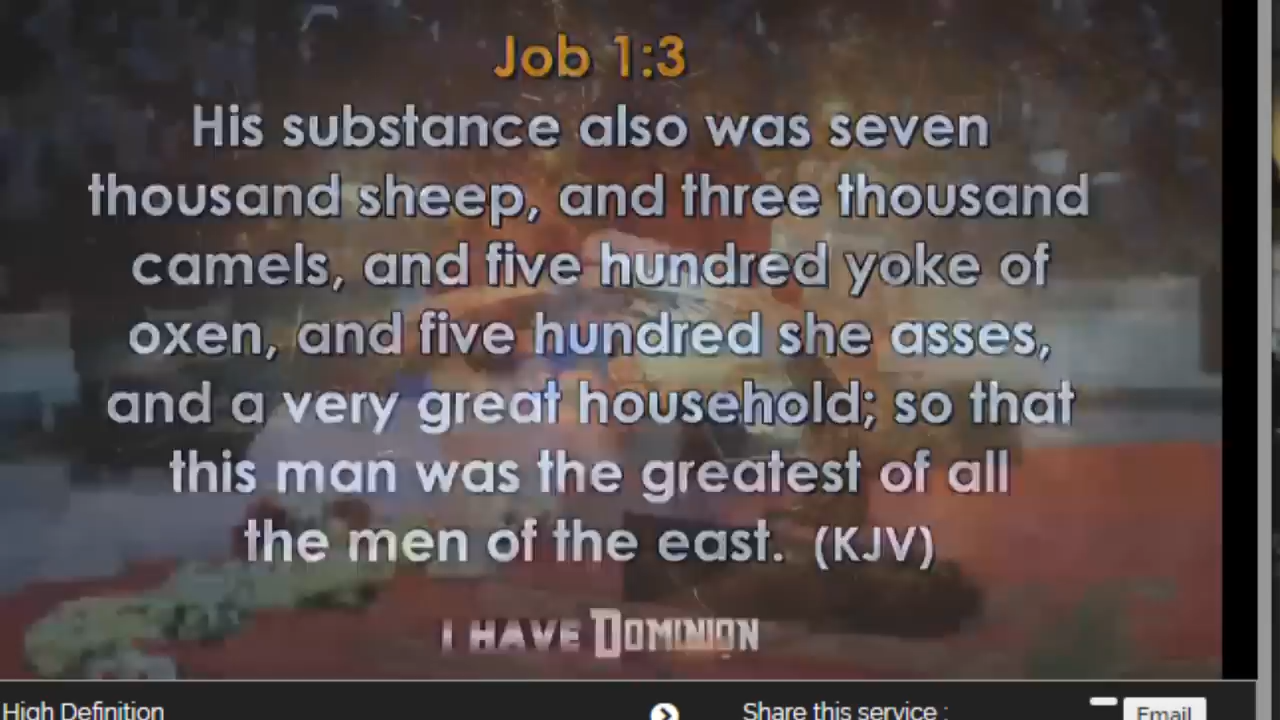 Job 1:3
His substance also was seven
thousand sheep, and three thousand
camels, and five hundred yoke of
oxen, and five hundred she asses,
and a very great household; so that
this man was the greatest of all
the men of the east. (KJV)
I HAVE DOMINION
High Definition
Share this service :
Email